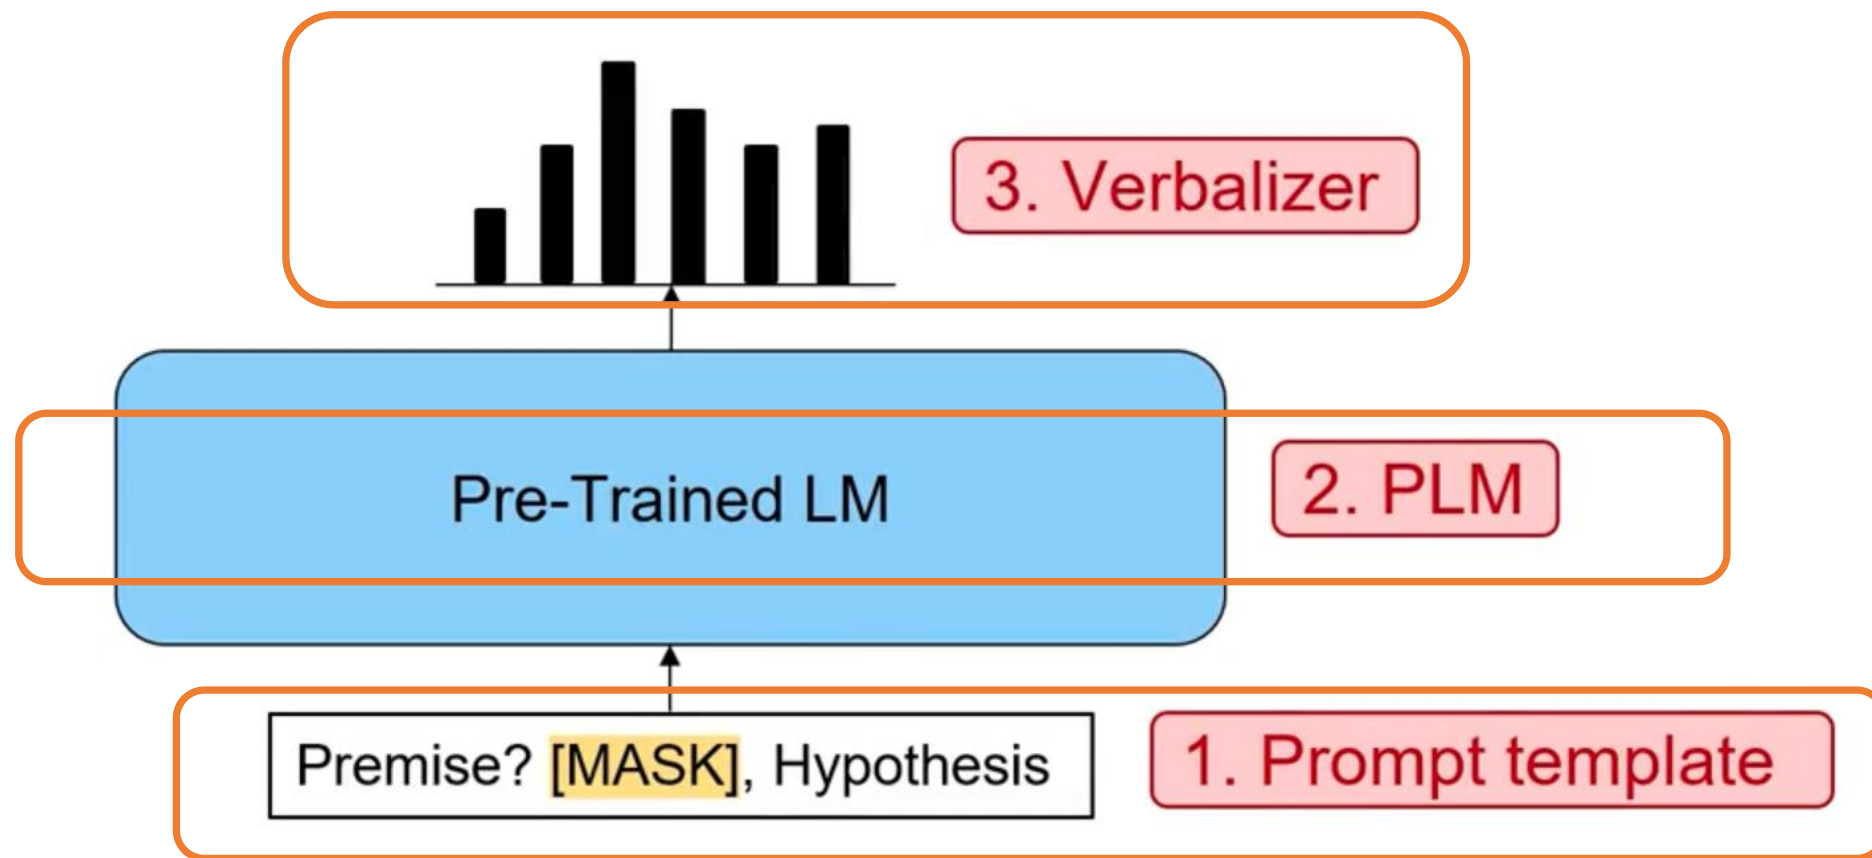 3. Verbalizer
Pre-Trained LM
2. PLM
Premise? [MASK], Hypothesis
1. Prompt template